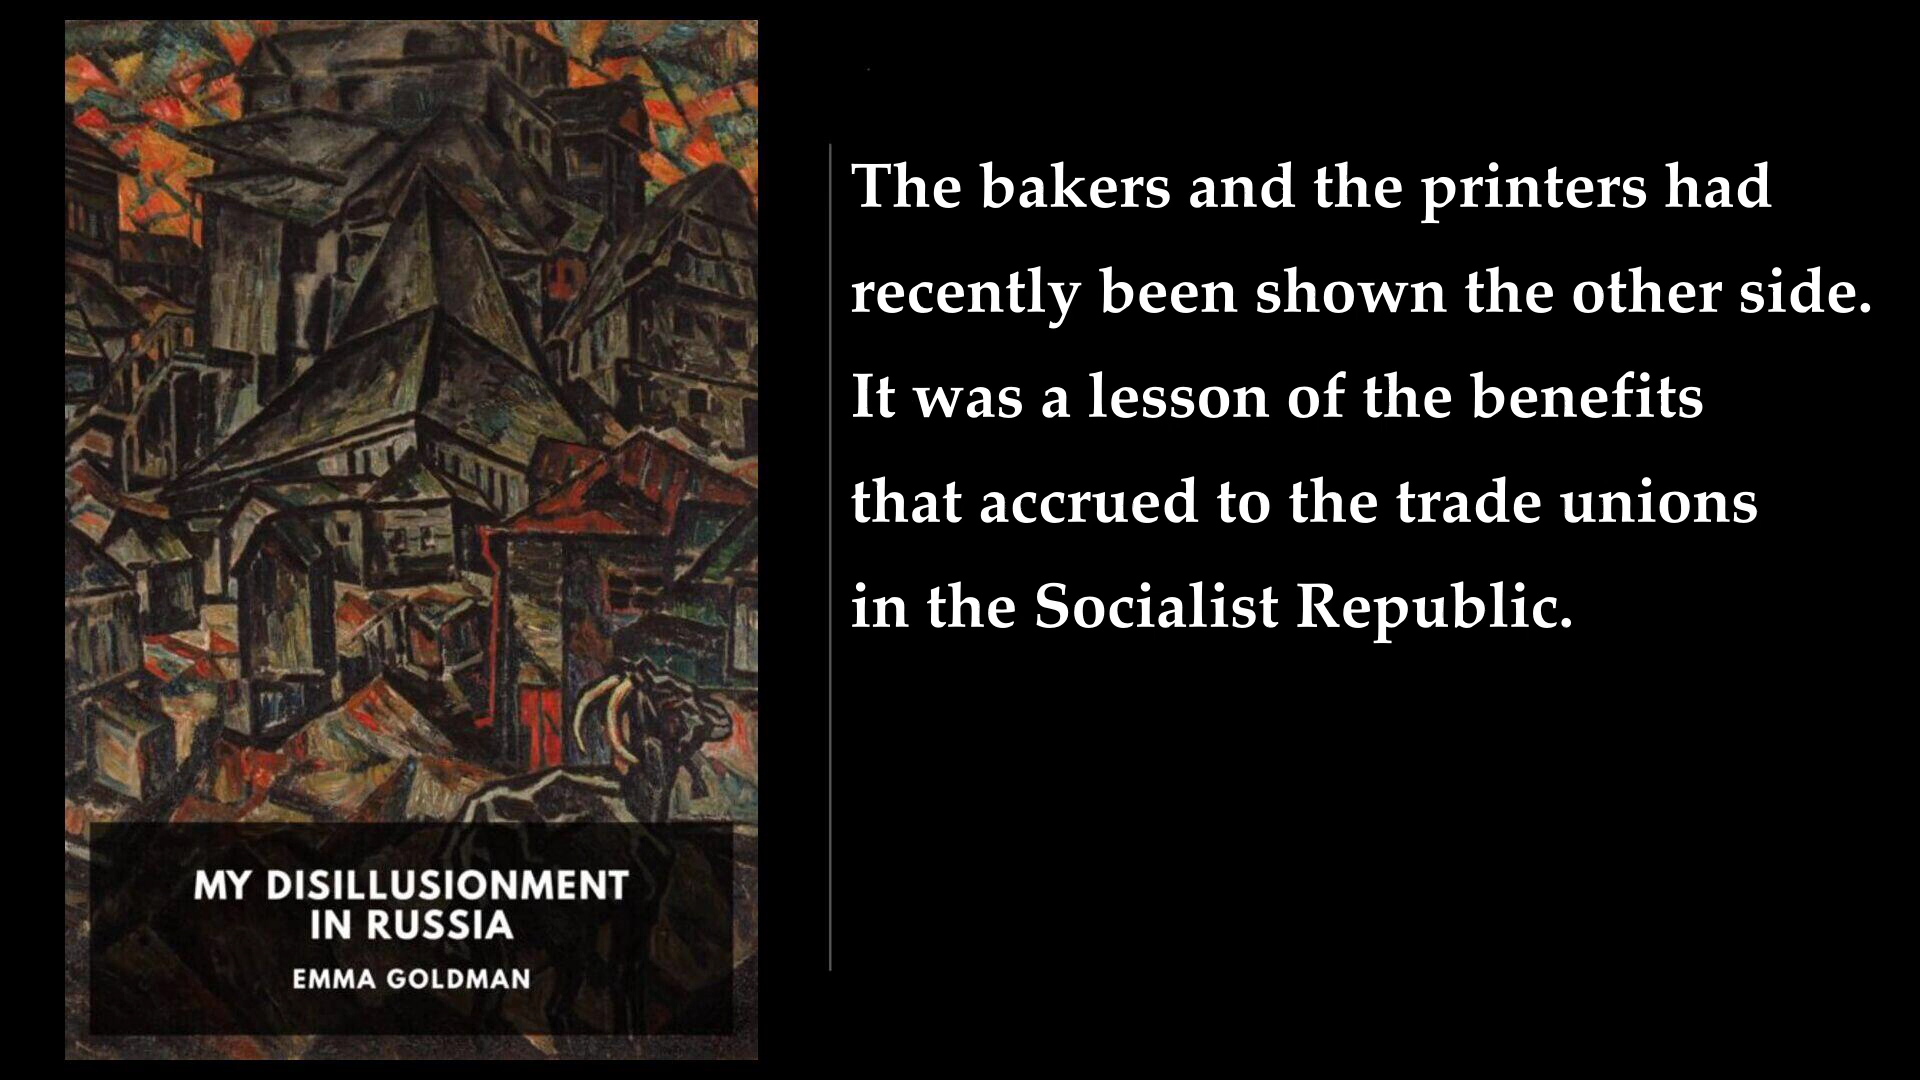 The bakers and the printers had
recently been shown the other side.
It was a lesson of the benefits
that accrued to the trade unions
in the Socialist Republic.
MY DISILLUSIONMENT
IN RUSSIA
EMMA GOLDMAN